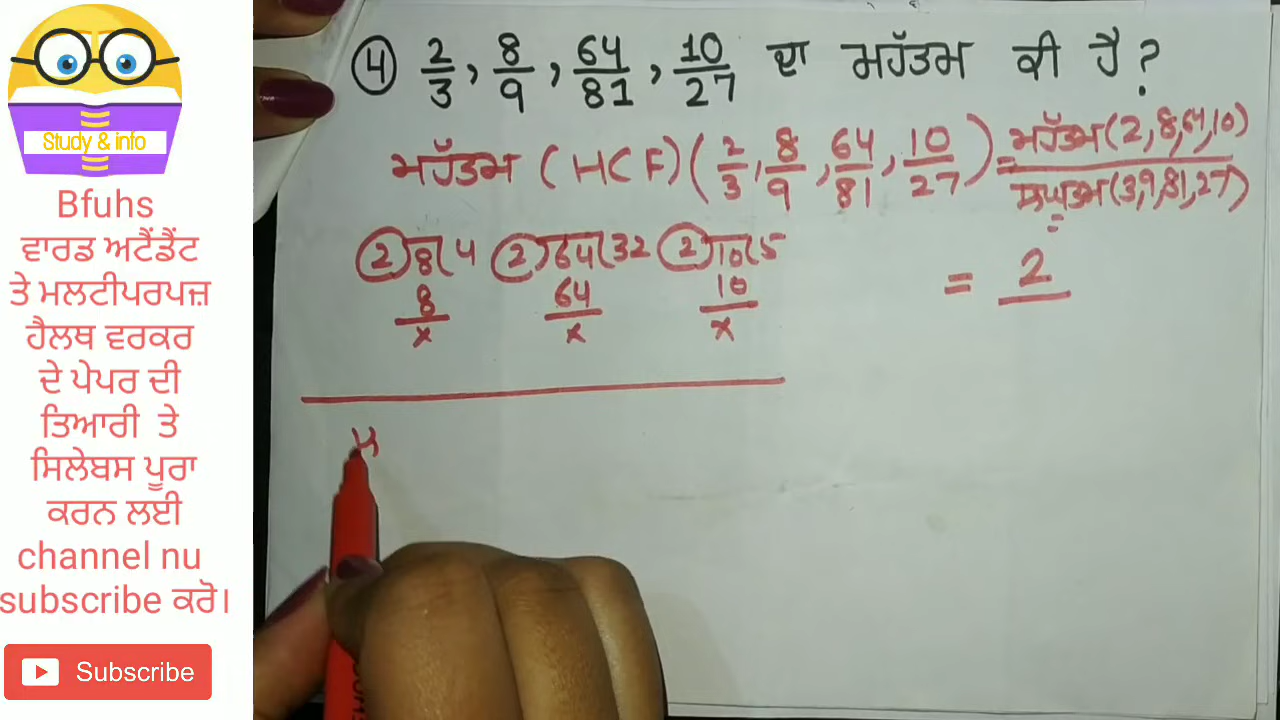 Study & info
Bfuhs
ਵਾਰਡ ਅਟੈਂਡੈਂਟ
ਤੇ ਮਲਟੀਪਰਪਜ਼
ਹੈਲਥ ਵਰਕਰ
ਦੇ ਪੇਪਰ ਦੀ
ਤਿਆਰੀ ਤੇ
ਸਿਲੇਬਸ ਪੂਰਾ
ਕਰਨ ਲਈ
channel nu
subscribe ਕਰੋ।
Subscribe
④ 2/3, 8/9, 64/81, 10/27 ਦਾ ਮਹੱਤਮ ਕੀ ਹੈ?
ਮਹੱਤਮ (HCF)(2/3, 8/9, 64/81, 10/27) = ਮਹੱਤਮ(2,8,64,10)/ਲਘੁੱਤਮ(3,9,81,27)
2)8(4 2)64(32 2)10(5
8 64 10 = 2
x x x